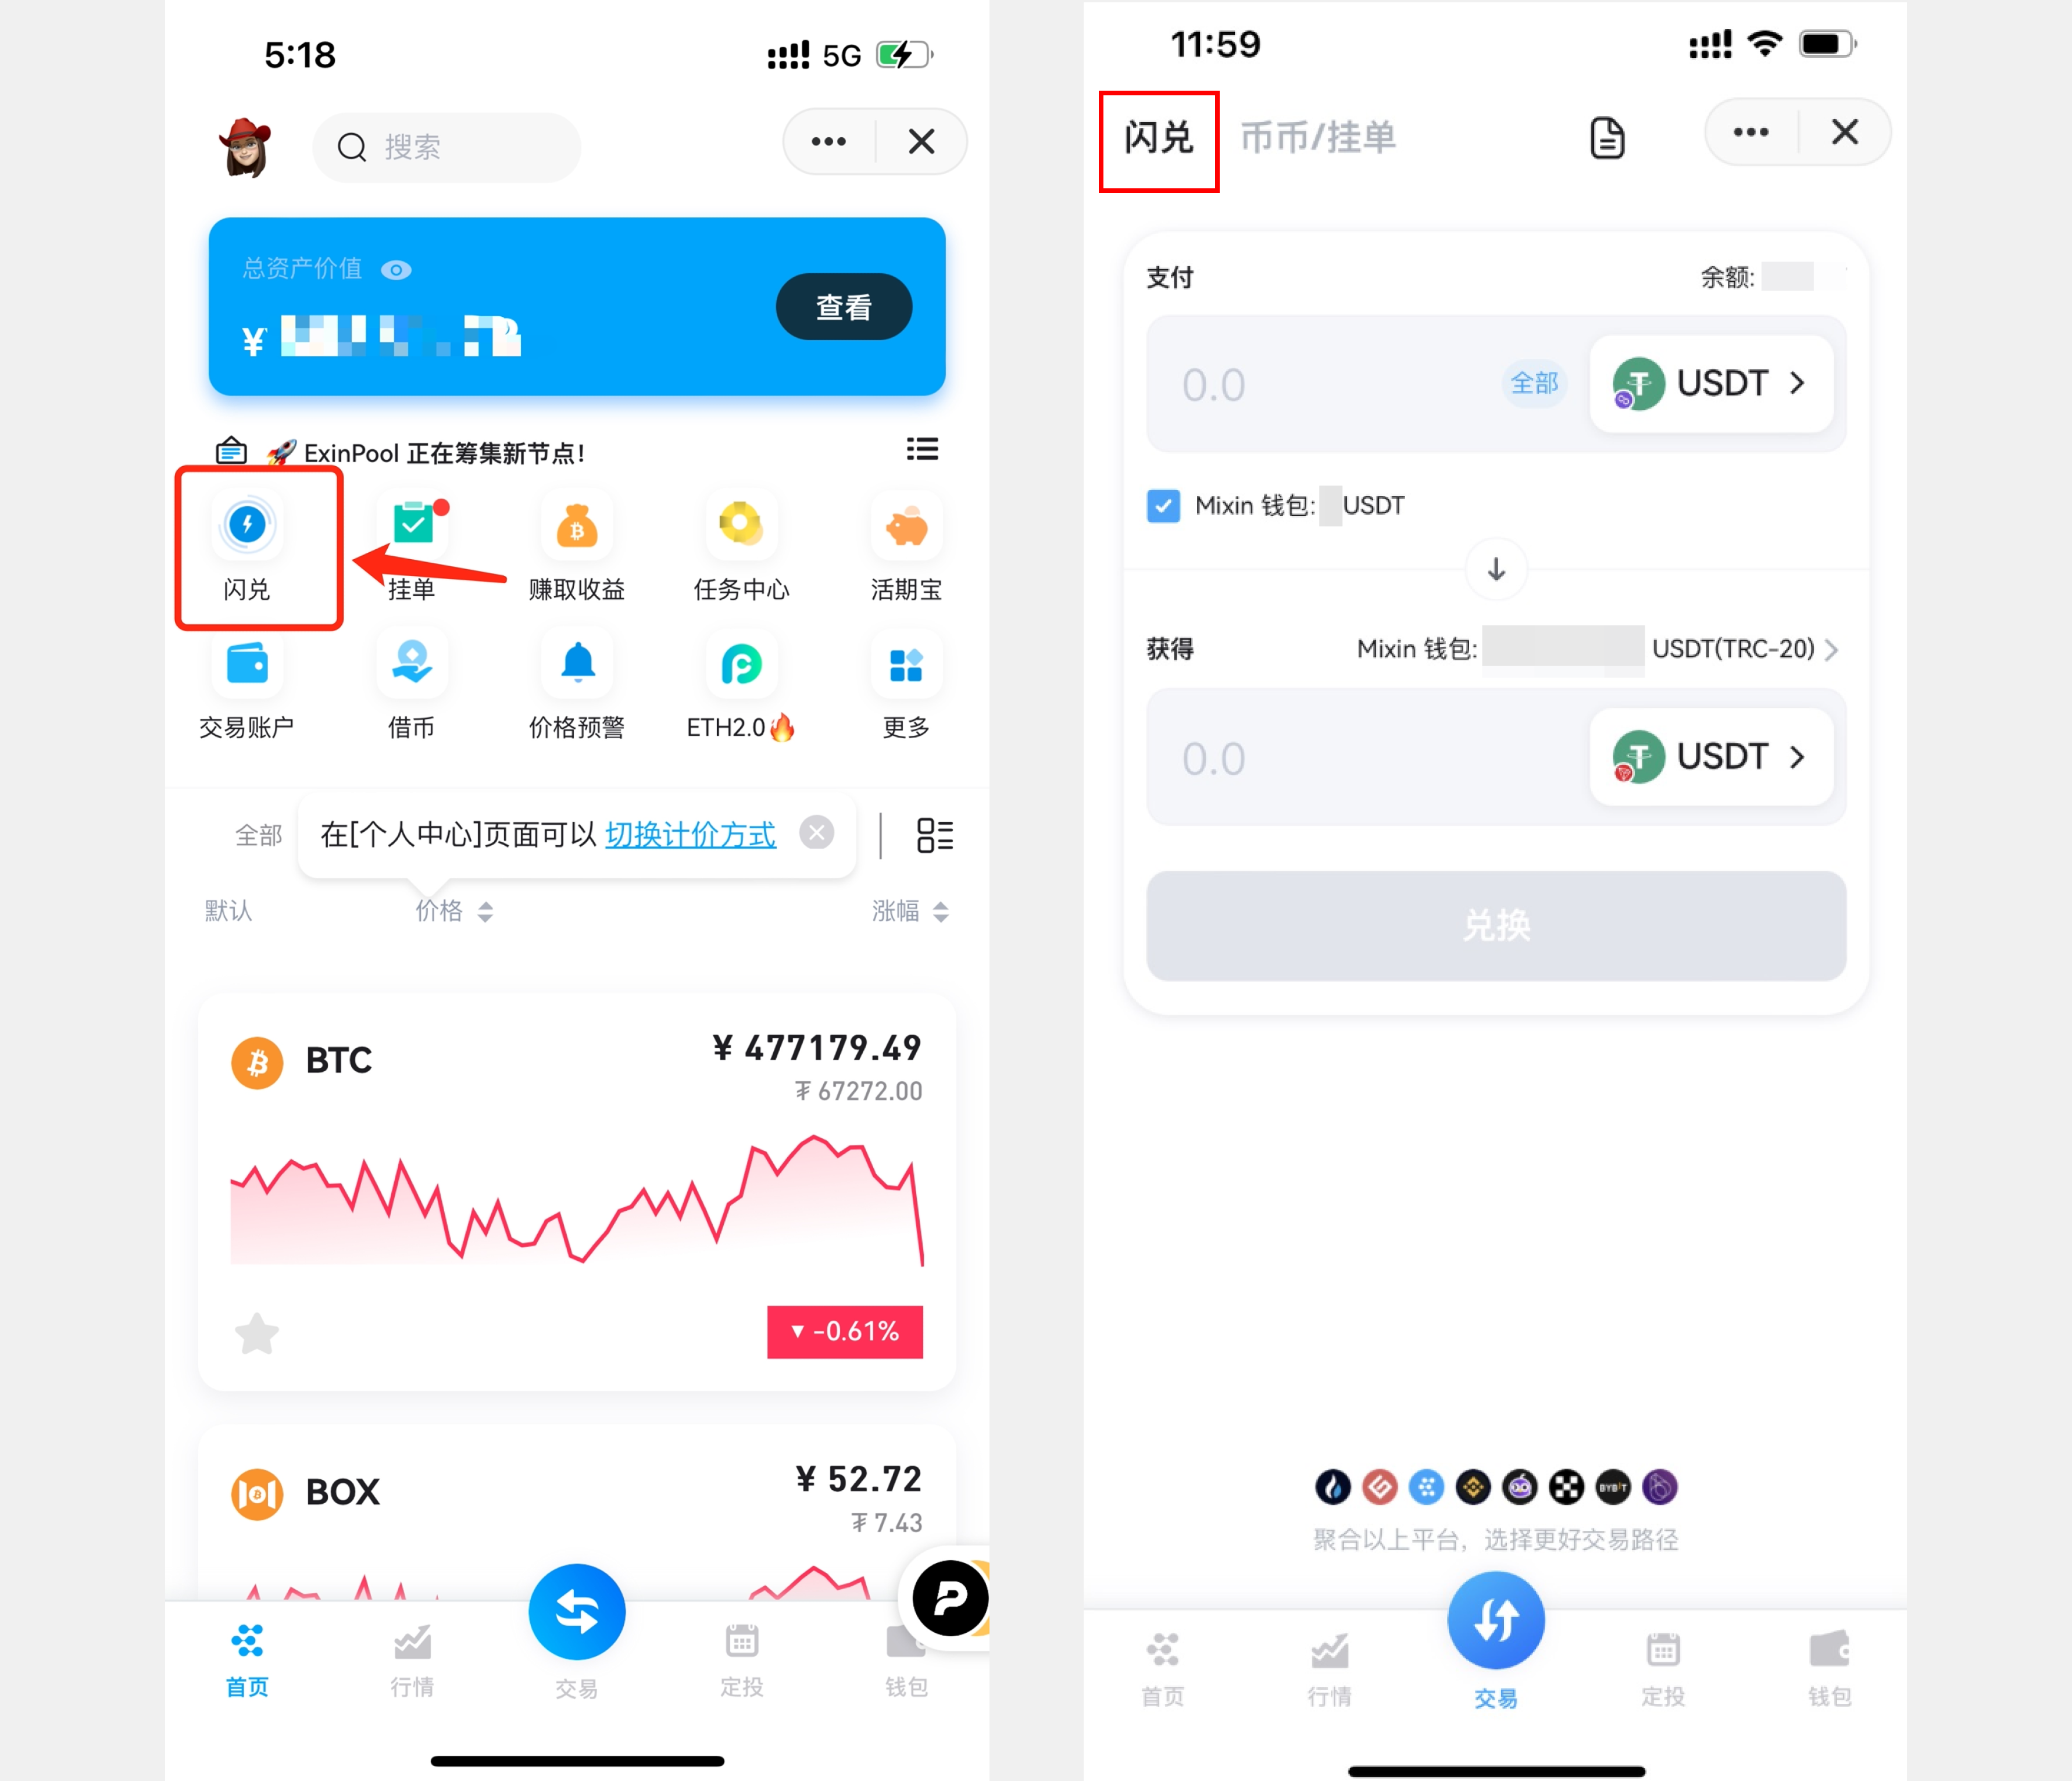 5:18
5G
搜索
总资产价值
¥
查看
ExinPool 正在筹集新节点！
闪兑
挂单
赚取收益
任务中心
活期宝
交易账户
借币
价格预警
ETH2.0
更多
全部
在[个人中心]页面可以 切换计价方式
默认
价格
涨幅
BTC
¥ 477179.49
₮ 67272.00
-0.61%
BOX
¥ 52.72
₮ 7.43
首页
行情
交易
定投
钱包
11:59
闪兑
币币/挂单
支付
余额:
0.0
全部
USDT
Mixin 钱包:
USDT
获得
Mixin 钱包:
USDT(TRC-20)
0.0
USDT
兑换
BYBIT
聚合以上平台，选择更好交易路径
首页
行情
交易
定投
钱包